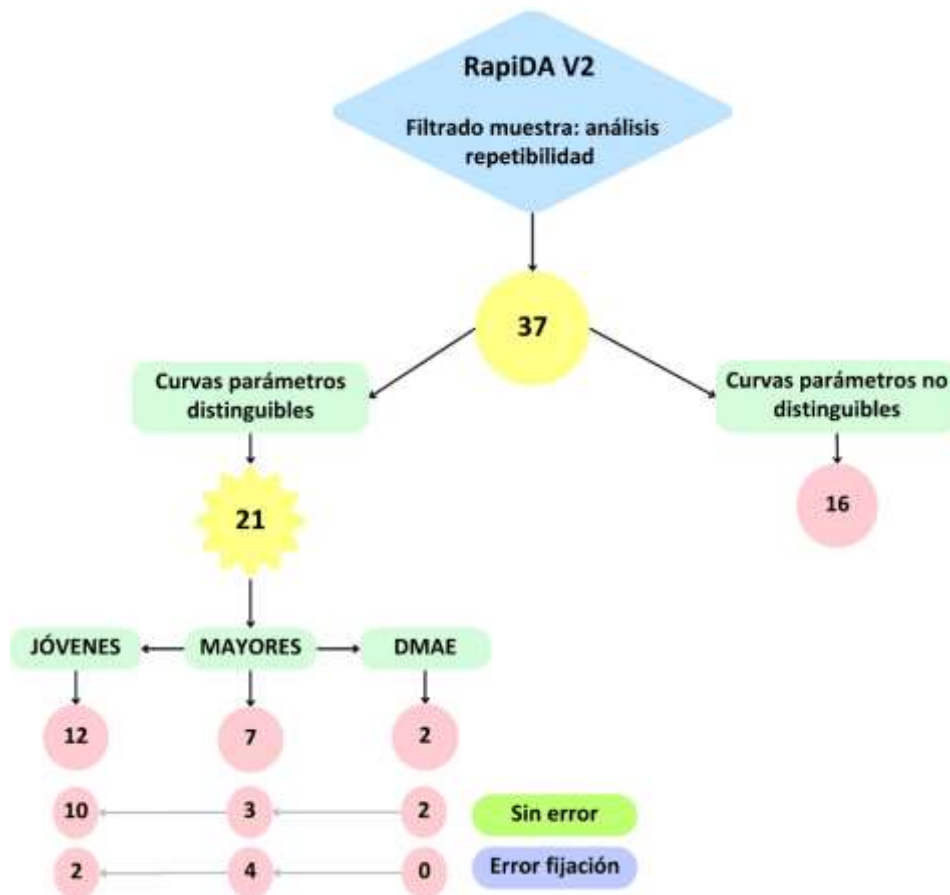 RapiDA V2
Filtrado muestra: análisis
repetibilidad
37
Curvas parámetros
distinguibles
Curvas parámetros no
distinguibles
21
16
JÓVENES
MAYORES
DMAE
12
7
2
10
3
2
Sin error
2
4
0
Error fijación